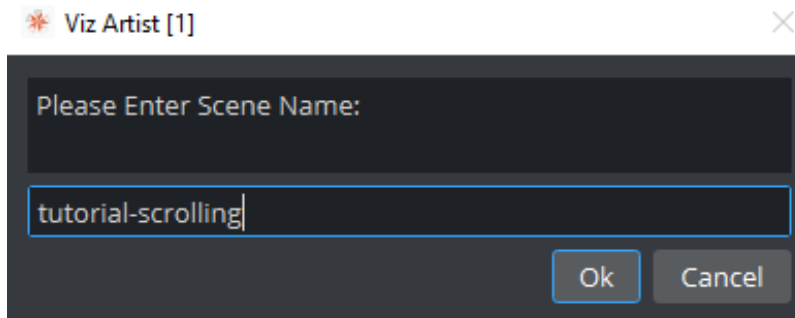 Viz Artist [1]
Please Enter Scene Name:
tutorial-scrolling
Ok Cancel